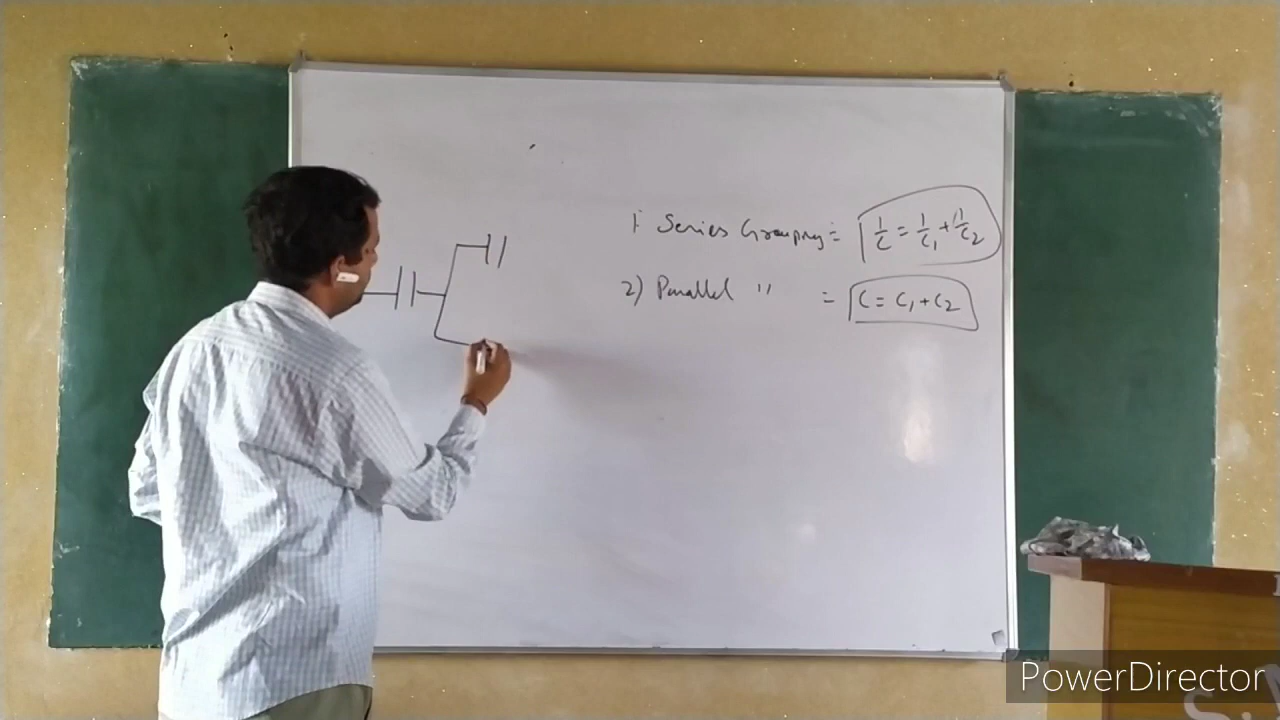 1: Series Grouping = 1/C = 1/C₁ + 1/C₂
2) Parallel " = C = C₁ + C₂
PowerDirector